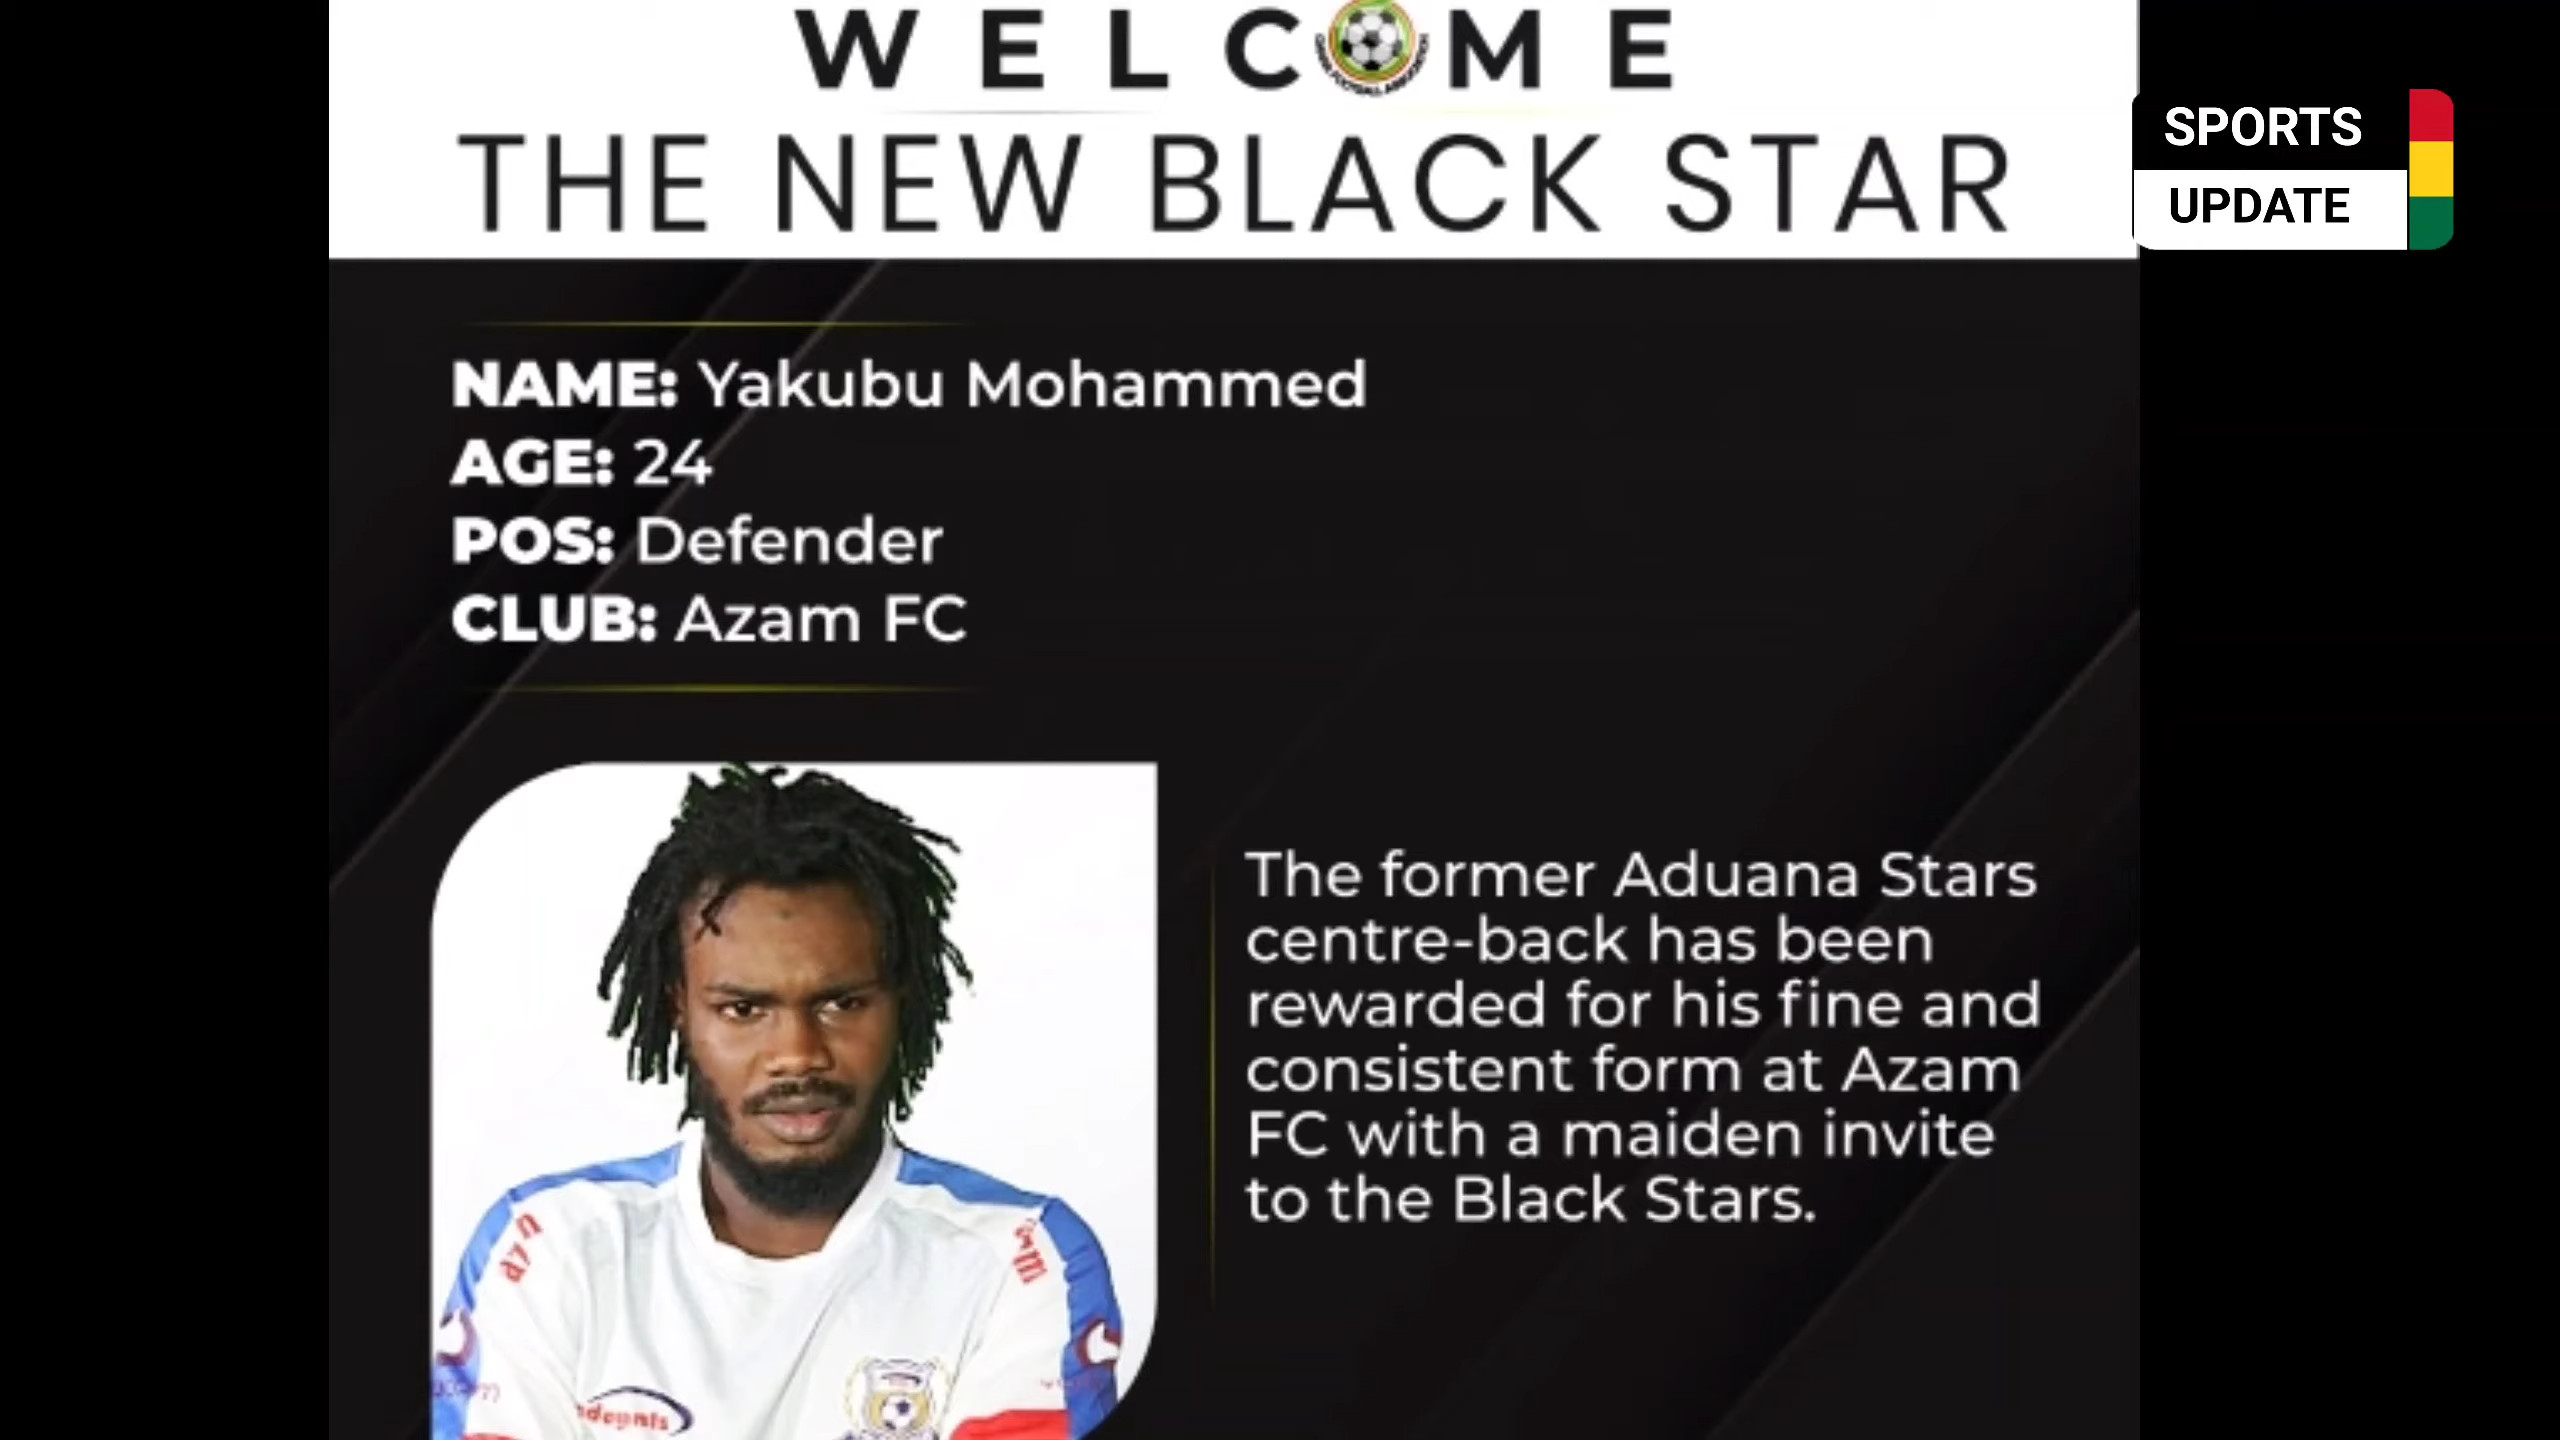 WELCOME
THE NEW BLACK STAR
SPORTS
UPDATE
NAME: Yakubu Mohammed
AGE: 24
POS: Defender
CLUB: Azam FC
The former Aduana Stars
centre-back has been
rewarded for his fine and
consistent form at Azam
FC with a maiden invite
to the Black Stars.